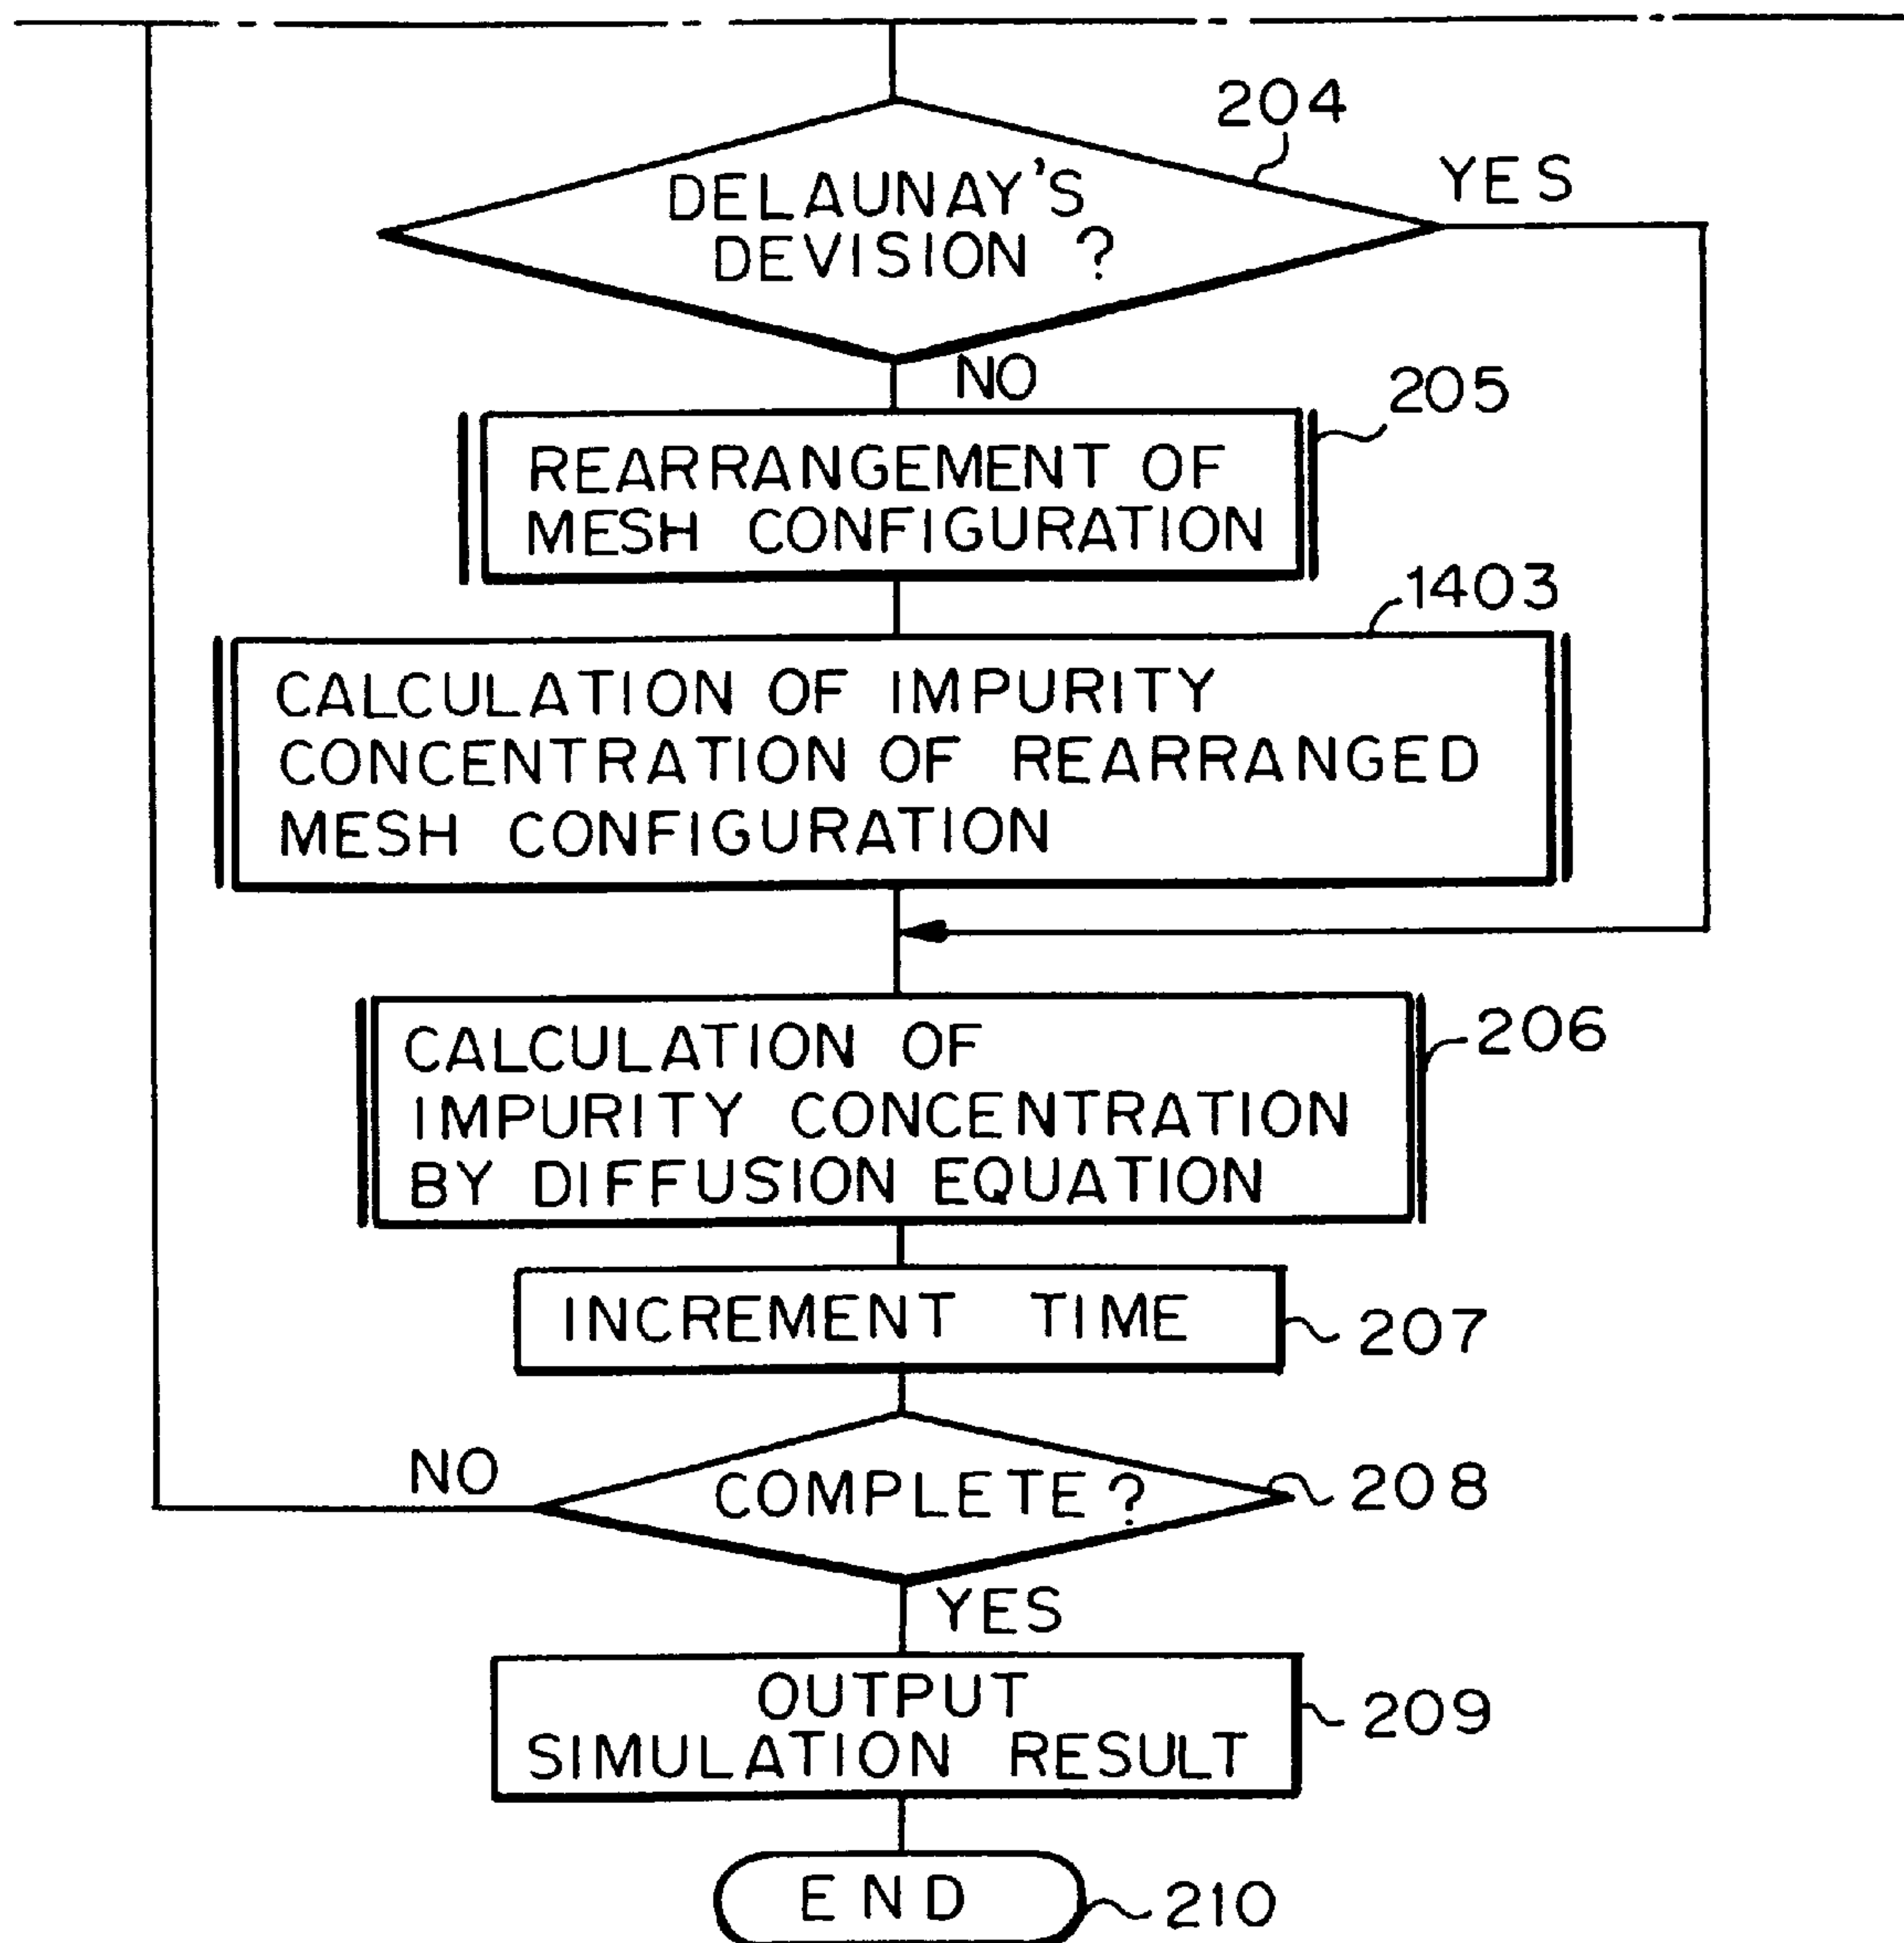 204
DELAUNAY'S
DEVISION ?
YES
NO
205
REARRANGEMENT OF
MESH CONFIGURATION
1403
CALCULATION OF IMPURITY
CONCENTRATION OF REARRANGED
MESH CONFIGURATION
CALCULATION OF
IMPURITY CONCENTRATION
BY DIFFUSION EQUATION
206
INCREMENT TIME
207
NO
COMPLETE ?
208
YES
OUTPUT
SIMULATION RESULT
209
END
210